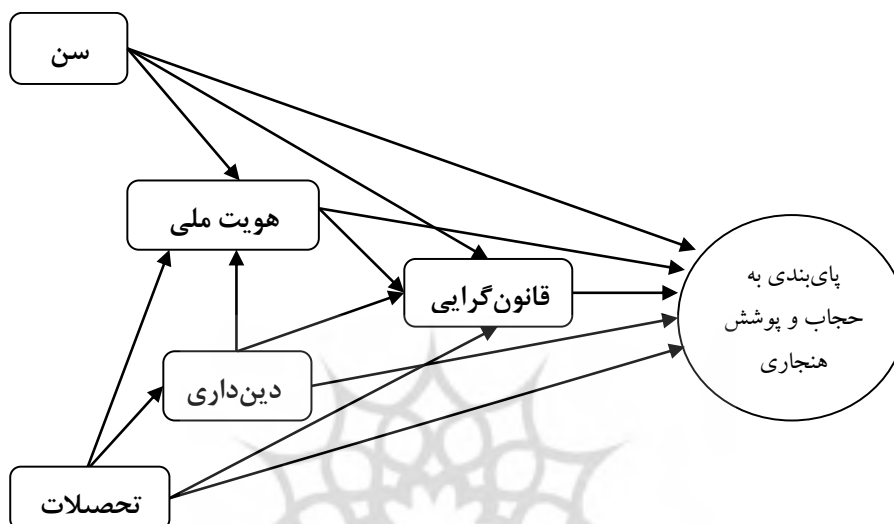 سن
هویت ملی
قانون‌گرایی
پای‌بندی به
حجاب و پوشش
هنجاری
دین‌داری
تحصیلات